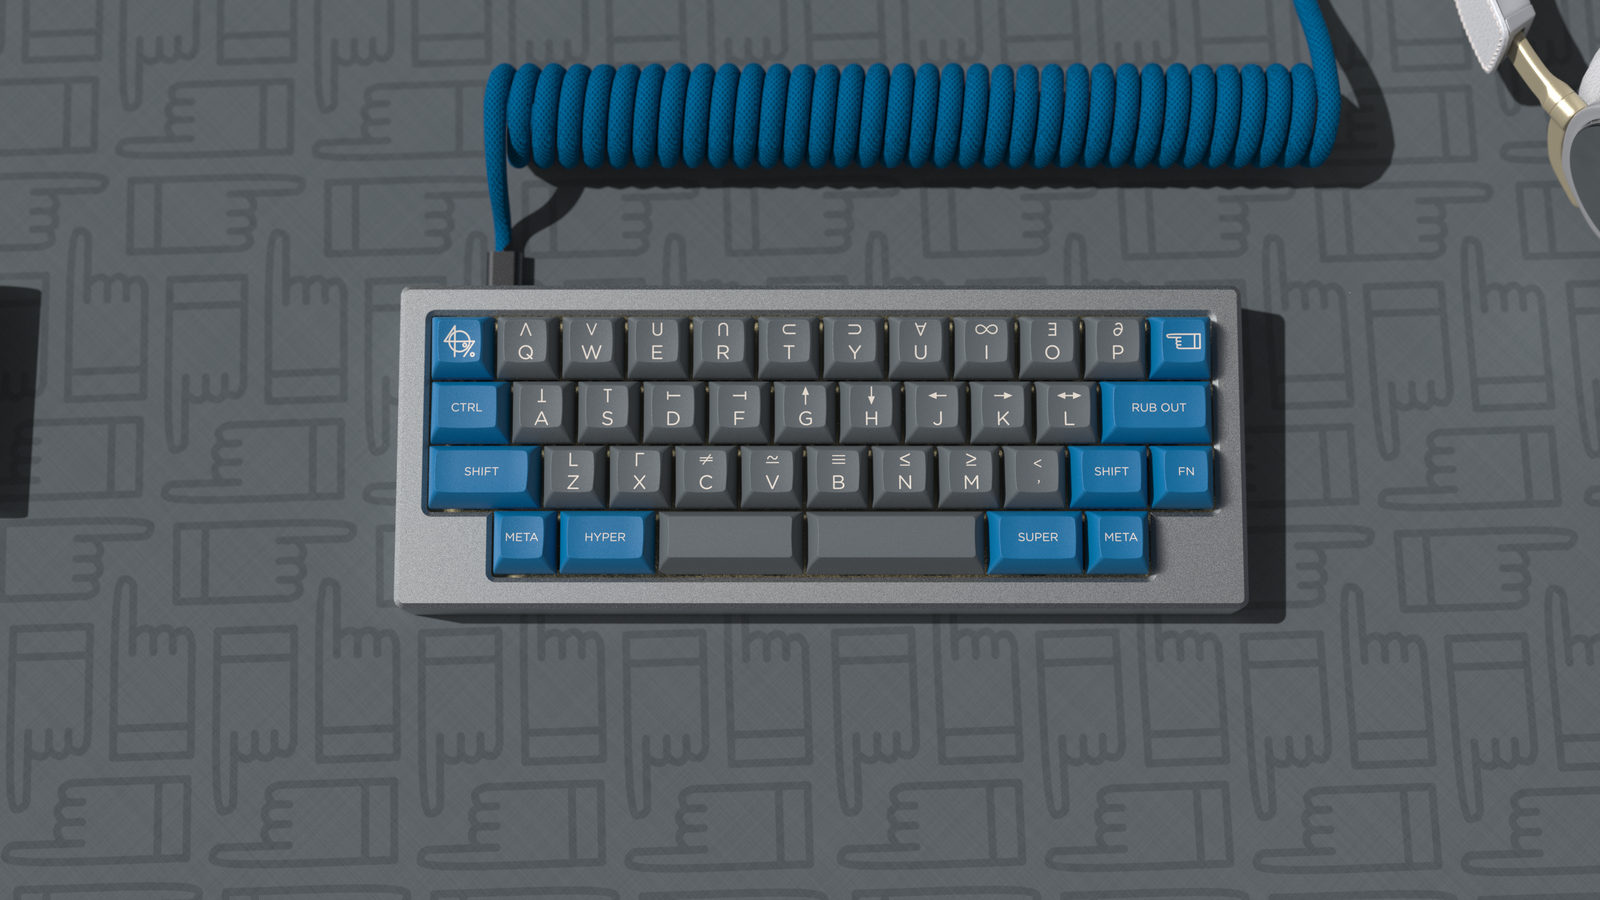 ∧ ∨ ∪ ∩ ⊂ ⊃ ∀ ∞ ∃ ∂
Q W E R T Y U I O P
⊥ ⊤ ⊢ ⊣ ↑ ↓ ← → ↔
CTRL A S D F G H J K L RUB OUT
L Γ ≠ ≃ ≡ ≤ ≥ <
SHIFT Z X C V B N M , SHIFT FN
META HYPER SUPER META